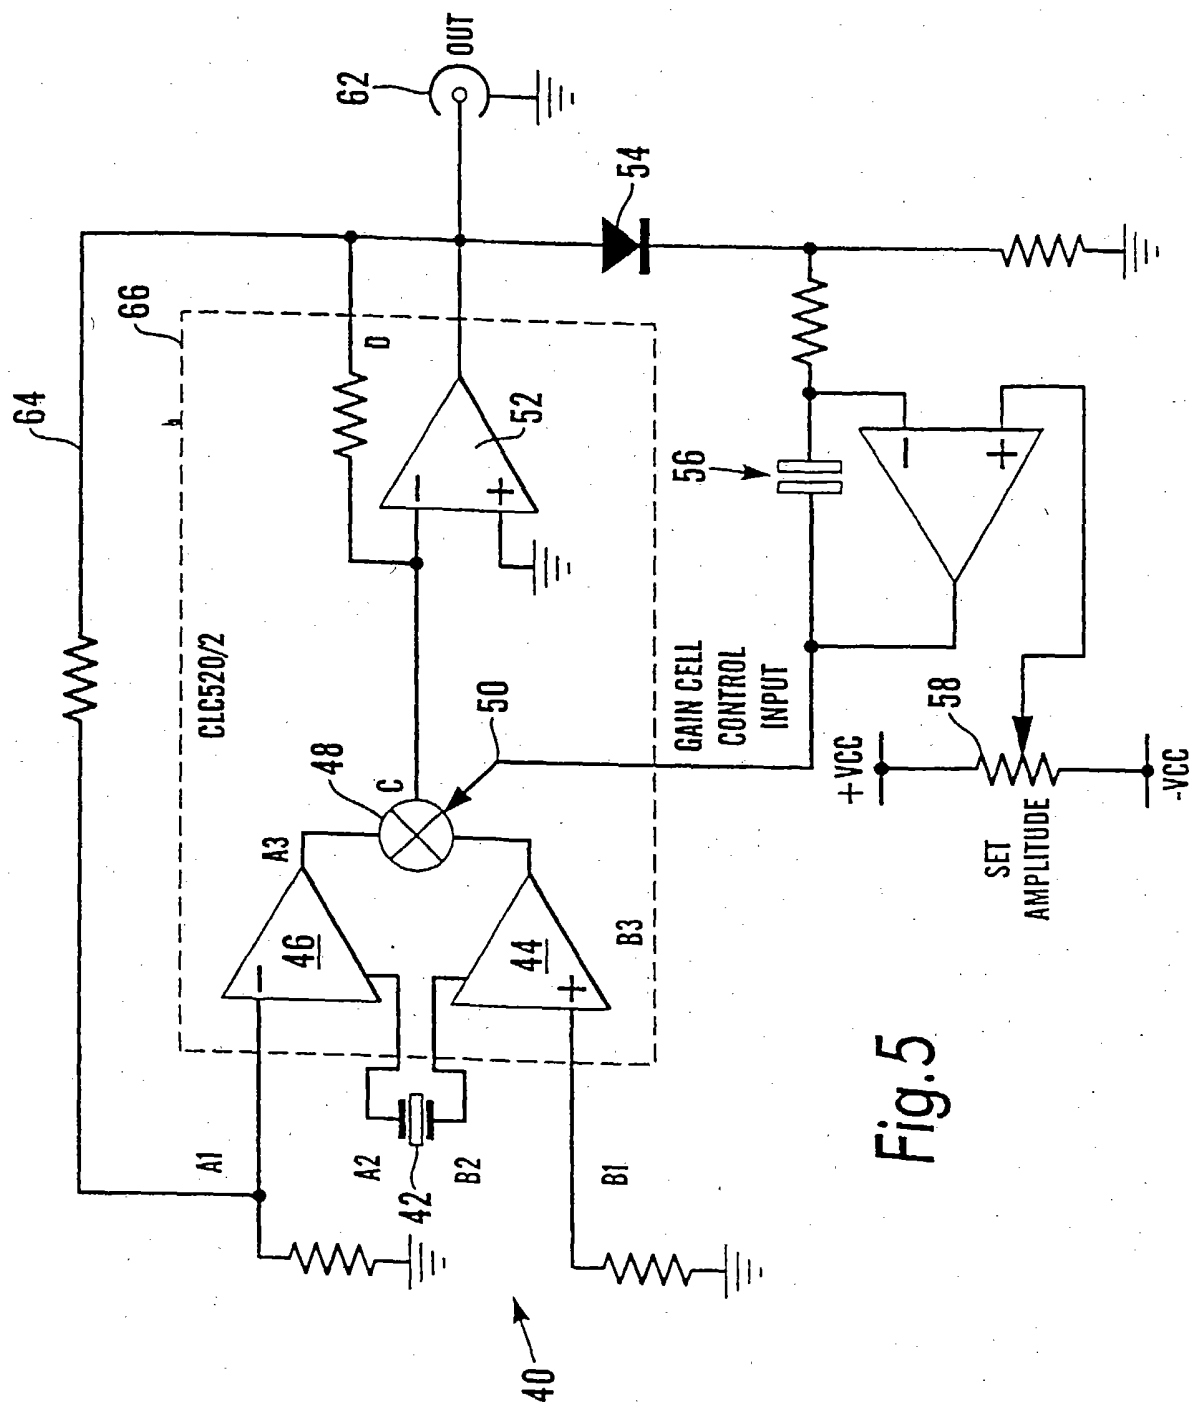 OUT
62
54
66
64
D
52
CLC520/2
56
GAIN CELL
CONTROL
INPUT
50
48
C
58
+VCC
-VCC
SET
AMPLITUDE
A3
46
44
B3
A1
A2
B2
42
B1
40
Fig.5